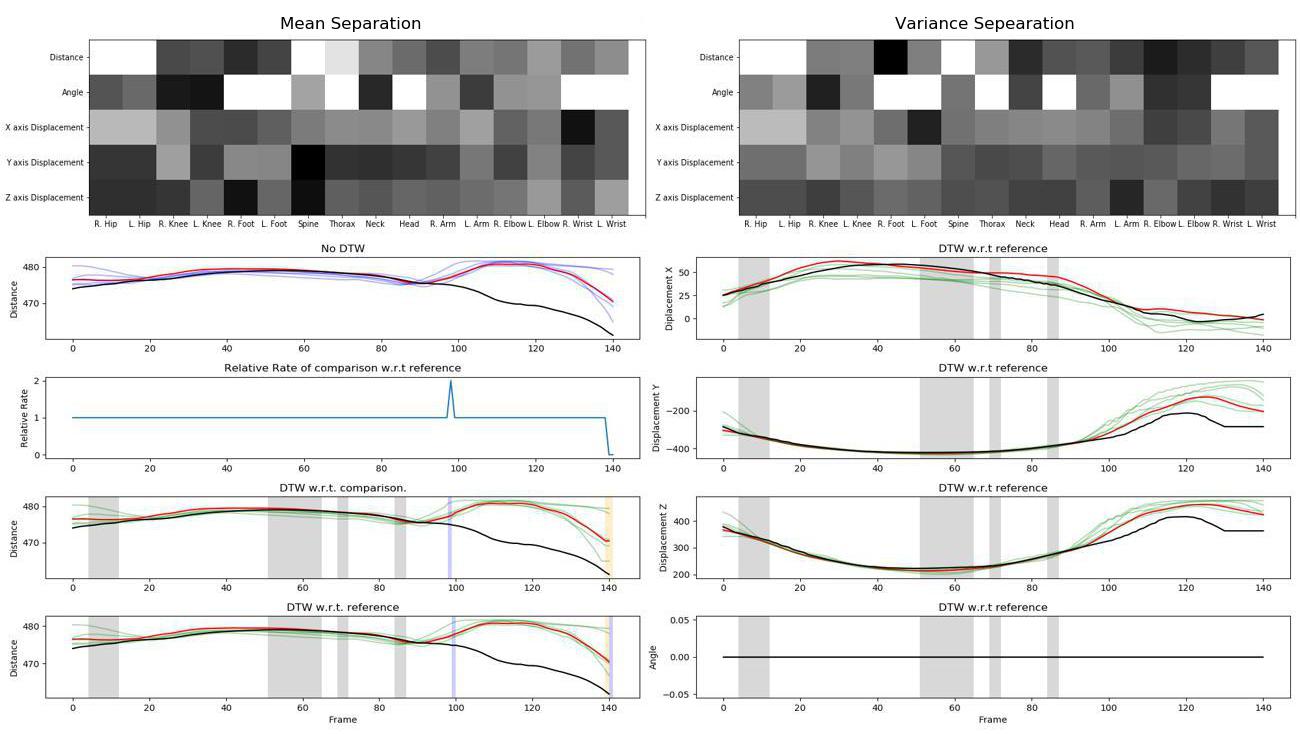 Mean Separation
Distance
Angle
X axis Displacement
Y axis Displacement
Z axis Displacement
R. Hip L. Hip R. Knee L. Knee R. Foot L. Foot Spine Thorax Neck Head R. Arm L. Arm R. Elbow L. Elbow R. Wrist L. Wrist
Variance Sepearation
Distance
Angle
X axis Displacement
Y axis Displacement
Z axis Displacement
R. Hip L. Hip R. Knee L. Knee R. Foot L. Foot Spine Thorax Neck Head R. Arm L. Arm R. Elbow L. Elbow R. Wrist L. Wrist
No DTW
Distance
480
470
0 20 40 60 80 100 120 140
Relative Rate of comparison w.r.t reference
Relative Rate
2
1
0
0 20 40 60 80 100 120 140
DTW w.r.t. comparison.
Distance
480
470
0 20 40 60 80 100 120 140
DTW w.r.t. reference
Distance
480
470
0 20 40 60 80 100 120 140
Frame
DTW w.r.t reference
Diplacement X
50
25
0
0 20 40 60 80 100 120 140
DTW w.r.t reference
Displacement Y
−200
−400
0 20 40 60 80 100 120 140
DTW w.r.t reference
Displacement Z
400
300
200
0 20 40 60 80 100 120 140
DTW w.r.t reference
Angle
0.05
0.00
−0.05
0 20 40 60 80 100 120 140
Frame